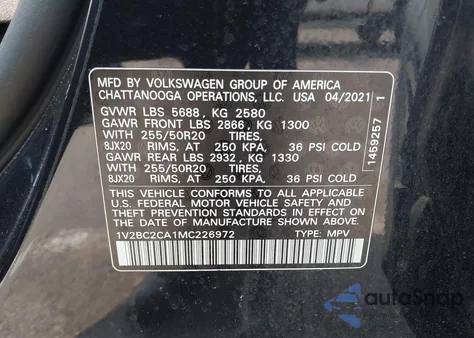 MFD BY VOLKSWAGEN GROUP OF AMERICA
CHATTANOOGA OPERATIONS, LLC. USA 04/2021
GVWR LBS 5688 , KG 2580
GAWR FRONT LBS 2866 , KG 1300
WITH 255/50R20 TIRES,
8JX20 RIMS, AT 250 KPA, 36 PSI COLD
GAWR REAR LBS 2932 , KG 1330
WITH 255/50R20 TIRES,
8JX20 RIMS, AT 250 KPA, 36 PSI COLD
THIS VEHICLE CONFORMS TO ALL APPLICABLE
U.S. FEDERAL MOTOR VEHICLE SAFETY AND
THEFT PREVENTION STANDARDS IN EFFECT ON THE
DATE OF MANUFACTURE SHOWN ABOVE.
1V2BC2CA1MC226972 TYPE: MPV
1459257 1
autoSnap